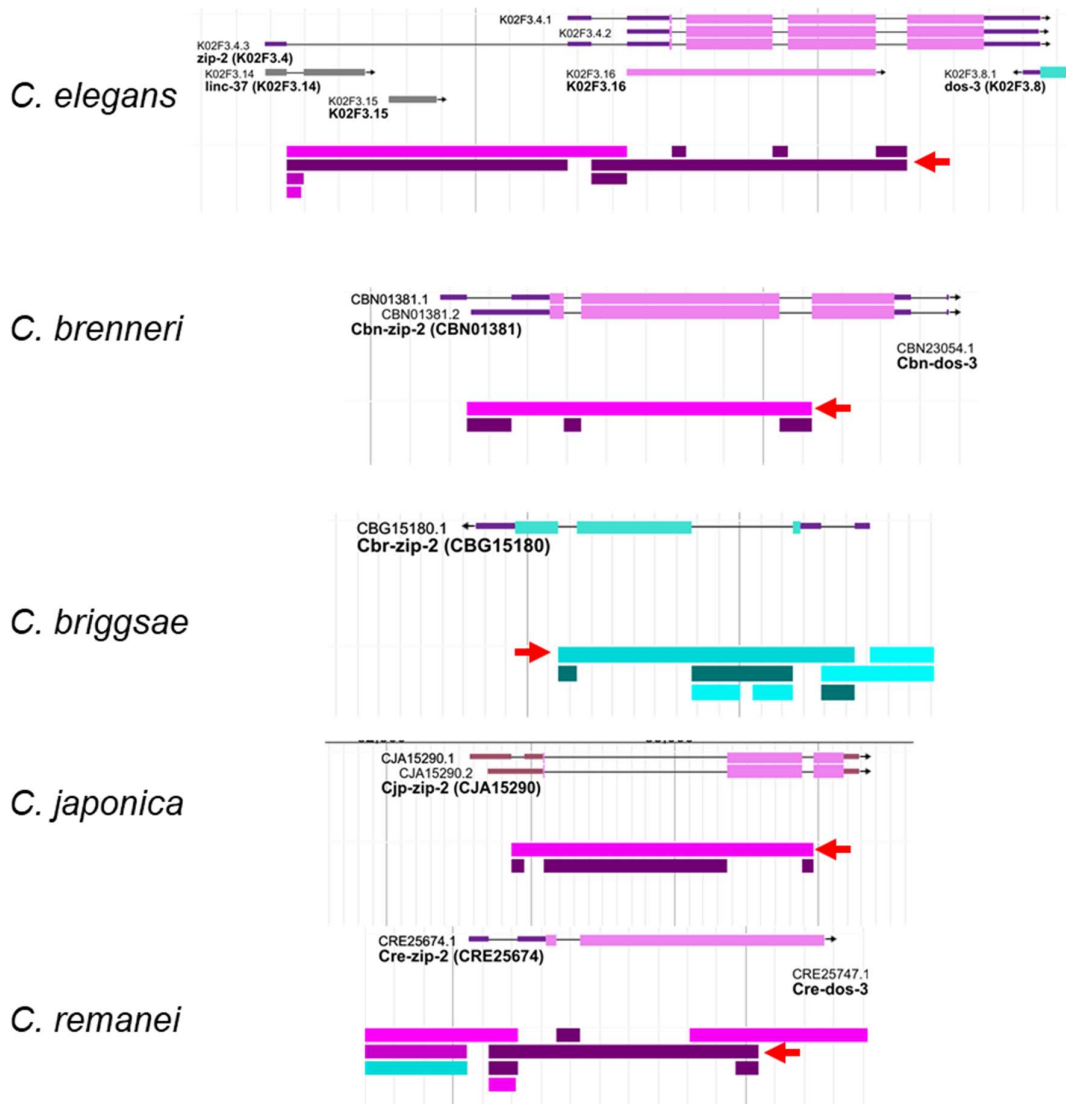 K02F3.4.1
K02F3.4.2
K02F3.4.3
zip-2 (K02F3.4)
K02F3.14
linc-37 (K02F3.14)
K02F3.16
K02F3.16
K02F3.8.1
dos-3 (K02F3.8)
C. elegans
K02F3.15
K02F3.15
CBN01381.1
CBN01381.2
Cbn-zip-2 (CBN01381)
C. brenneri
CBN23054.1
Cbn-dos-3
CBG15180.1
Cbr-zip-2 (CBG15180)
C. briggsae
CJA15290.1
CJA15290.2
Cjp-zip-2 (CJA15290)
C. japonica
CRE25674.1
Cre-zip-2 (CRE25674)
CRE25747.1
Cre-dos-3
C. remanei